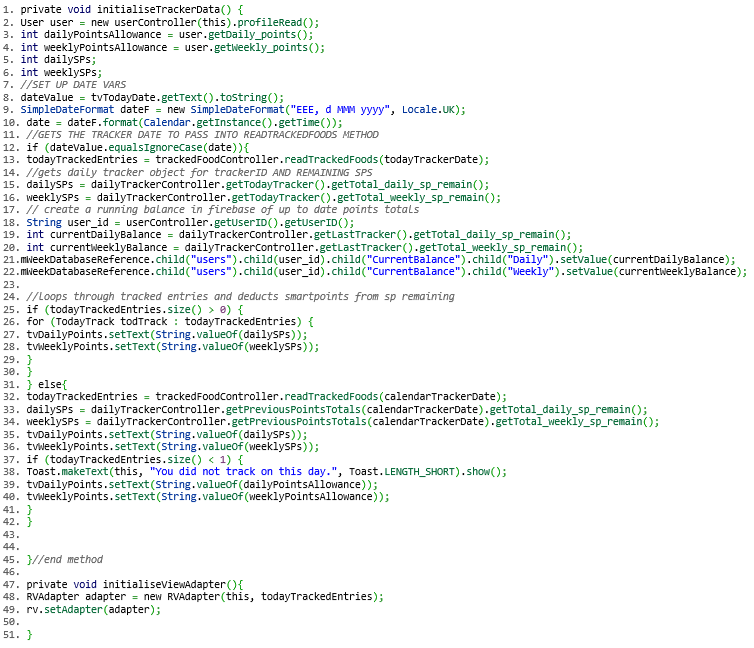 1. private void initialiseTrackerData() {
2. User user = new userController(this).profileRead();
3. int dailyPointsAllowance = user.getDaily_points();
4. int weeklyPointsAllowance = user.getWeekly_points();
5. int dailySPs;
6. int weeklySPs;
7. //SET UP DATE VARS
8. dateValue = tvTodayDate.getText().toString();
9. SimpleDateFormat dateF = new SimpleDateFormat("EEE, d MMM yyyy", Locale.UK);
10. date = dateF.format(Calendar.getInstance().getTime());
11. //GETS THE TRACKER DATE TO PASS INTO READTRACKEDFOODS METHOD
12. if (dateValue.equalsIgnoreCase(date)){
13. todayTrackedEntries = trackedFoodController.readTrackedFoods(todayTrackerDate);
14. //gets daily tracker object for trackerID AND REMAINING SPS
15. dailySPs = dailyTrackerController.getTodayTracker().getTotal_daily_sp_remain();
16. weeklySPs = dailyTrackerController.getTodayTracker().getTotal_weekly_sp_remain();
17. // create a running balance in firebase of up to date points totals
18. String user_id = userController.getUserID().getUserID();
19. int currentDailyBalance = dailyTrackerController.getLastTracker().getTotal_daily_sp_remain();
20. int currentWeeklyBalance = dailyTrackerController.getLastTracker().getTotal_weekly_sp_remain();
21. mWeekDatabaseReference.child("users").child(user_id).child("CurrentBalance").child("Daily").setValue(currentDailyBalance);
22. mWeekDatabaseReference.child("users").child(user_id).child("CurrentBalance").child("Weekly").setValue(currentWeeklyBalance);
23.
24. //loops through tracked entries and deducts smartpoints from sp remaining
25. if (todayTrackedEntries.size() > 0) {
26. for (TodayTrack todTrack : todayTrackedEntries) {
27. tvDailyPoints.setText(String.valueOf(dailySPs));
28. tvWeeklyPoints.setText(String.valueOf(weeklySPs));
29. }
30. }
31. } else{
32. todayTrackedEntries = trackedFoodController.readTrackedFoods(calendarTrackerDate);
33. dailySPs = dailyTrackerController.getPreviousPointsTotals(calendarTrackerDate).getTotal_daily_sp_remain();
34. weeklySPs = dailyTrackerController.getPreviousPointsTotals(calendarTrackerDate).getTotal_weekly_sp_remain();
35. tvDailyPoints.setText(String.valueOf(dailySPs));
36. tvWeeklyPoints.setText(String.valueOf(weeklySPs));
37. if (todayTrackedEntries.size() < 1) {
38. Toast.makeText(this, "You did not track on this day.", Toast.LENGTH_SHORT).show();
39. tvDailyPoints.setText(String.valueOf(dailyPointsAllowance));
40. tvWeeklyPoints.setText(String.valueOf(weeklyPointsAllowance));
41. }
42. }
43.
44.
45. }//end method
46.
47. private void initialiseViewAdapter(){
48. RVAdapter adapter = new RVAdapter(this, todayTrackedEntries);
49. rv.setAdapter(adapter);
50.
51. }